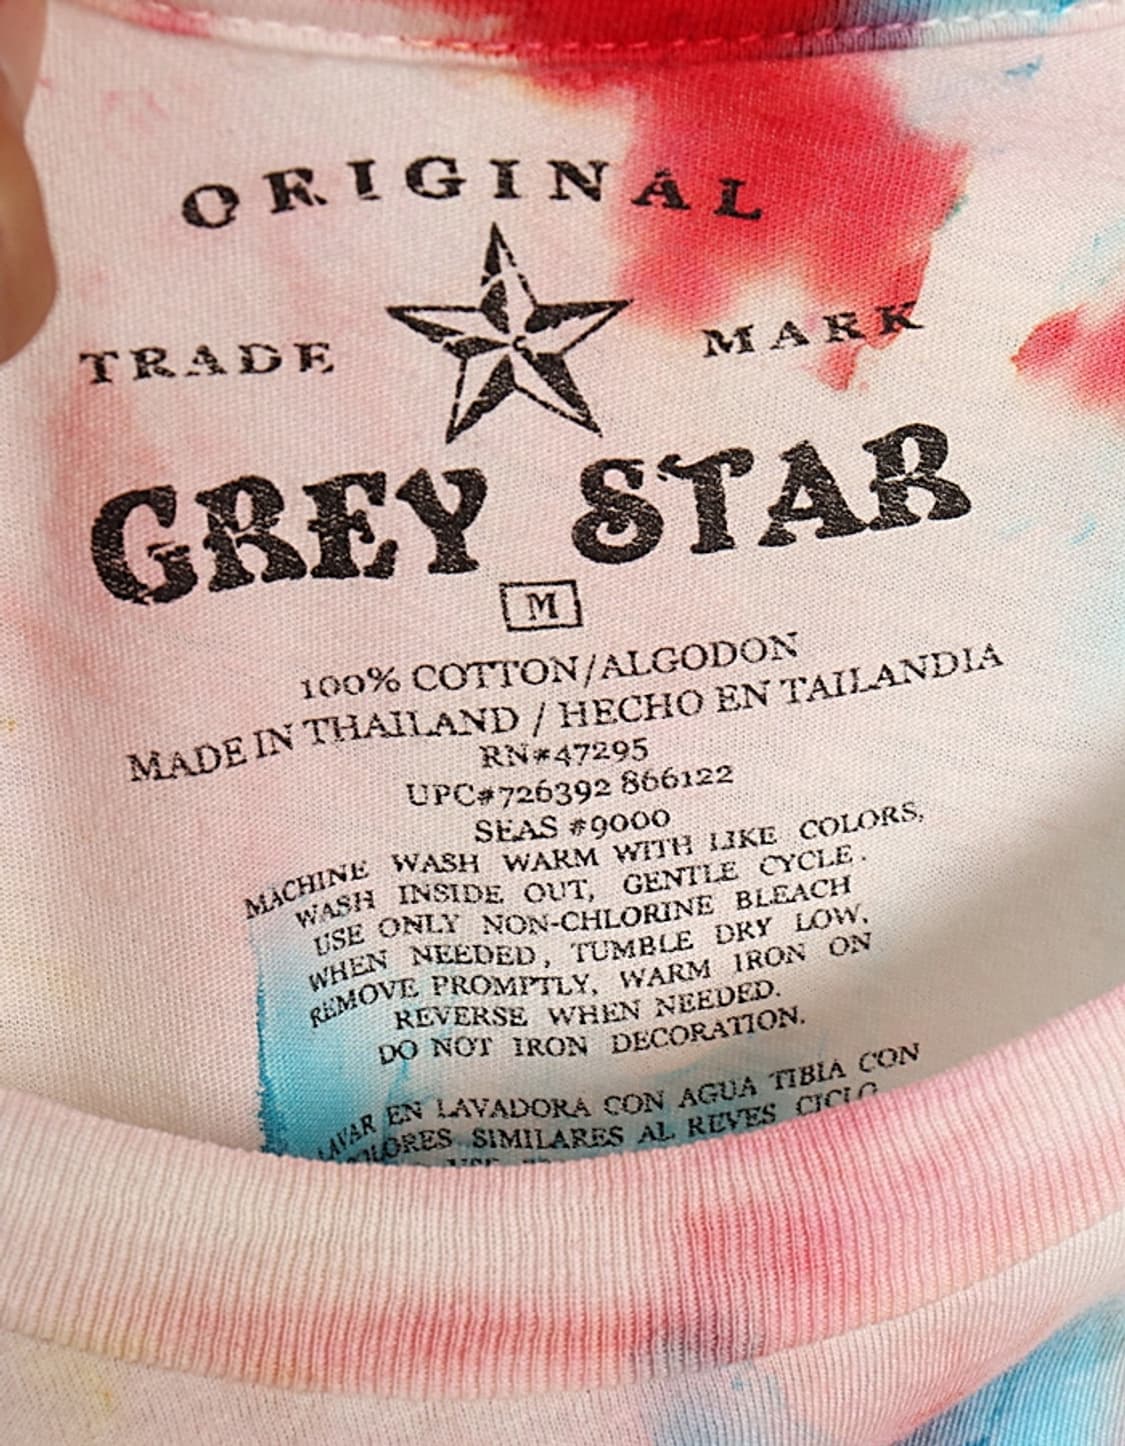 ORIGINAL
TRADE MARK
GREY STAR
M
100% COTTON/ALGODON
MADE IN THAILAND / HECHO EN TAILANDIA
RN#47295
UPC#726392 866122
SEAS #9000
MACHINE WASH WARM WITH LIKE COLORS,
WASH INSIDE OUT, GENTLE CYCLE.
USE ONLY NON-CHLORINE BLEACH
WHEN NEEDED, TUMBLE DRY LOW,
REMOVE PROMPTLY, WARM IRON ON
REVERSE WHEN NEEDED.
DO NOT IRON DECORATION.
LAVAR EN LAVADORA CON AGUA TIBIA CON
COLORES SIMILARES AL REVES CICLO